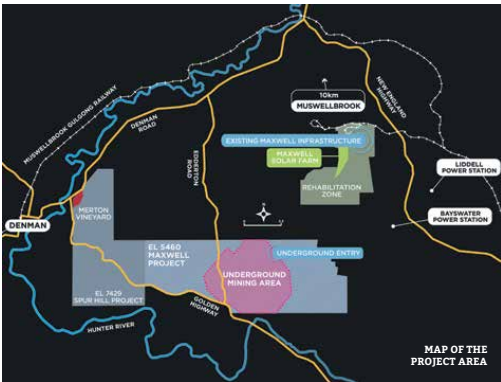 MUSWELLBROOK GULGONG RAILWAY
DENMAN
ROAD
EDDERTON
ROAD
NEW ENGLAND
HIGHWAY
10km
MUSWELLBROOK
EXISTING MAXWELL INFRASTRUCTURE
MAXWELL
SOLAR FARM
REHABILITATION
ZONE
LIDDELL
POWER STATION
BAYSWATER
POWER STATION
DENMAN
MERTON
VINEYARD
EL 5460
MAXWELL
PROJECT
UNDERGROUND ENTRY
UNDERGROUND
MINING AREA
EL 7429
SPUR HILL PROJECT
GOLDEN
HIGHWAY
HUNTER RIVER
MAP OF THE
PROJECT AREA